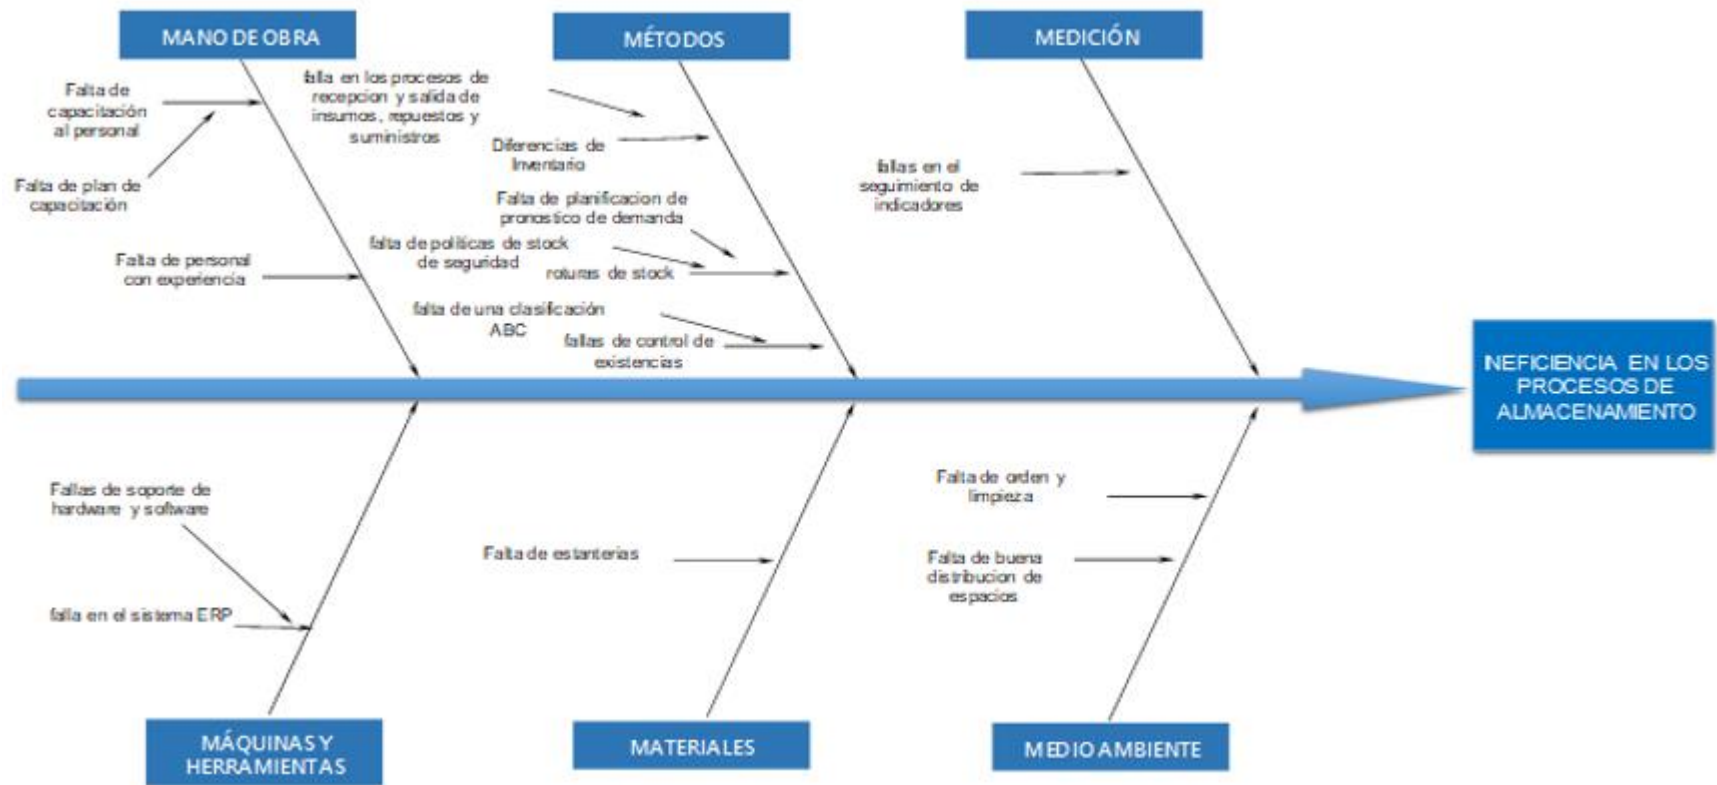 MANO DE OBRA
MÉTODOS
MEDICIÓN
Falta de
capacitación
al personal
Falta de plan de
capacitación
Falta de personal
con experiencia
falla en los procesos de
recepcion y salida de
insumos, repuestos y
suministros
Diferencias de
Inventario
Falta de planificacion de
pronostico de demanda
falta de políticas de stock
de seguridad
roturas de stock
falta de una clasificación
ABC
fallas de control de
existencias
fallas en el
seguimiento de
indicadores
INEFICIENCIA EN LOS
PROCESOS DE
ALMACENAMIENTO
Fallas de soporte de
hardware y software
falla en el sistema ERP
Falta de estanterias
Falta de orden y
limpieza
Falta de buena
distribucion de
espacios
MÁQUINAS Y
HERRAMIENTAS
MATERIALES
MEDIO AMBIENTE